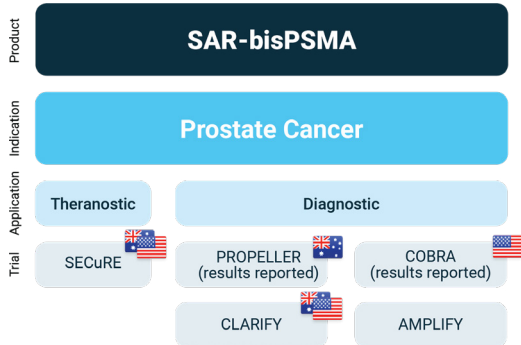 Product
SAR-bisPSMA
Indication
Prostate Cancer
Application
Theranostic
Diagnostic
Trial
SECuRE
PROPELLER
(results reported)
COBRA
(results reported)
CLARIFY
AMPLIFY